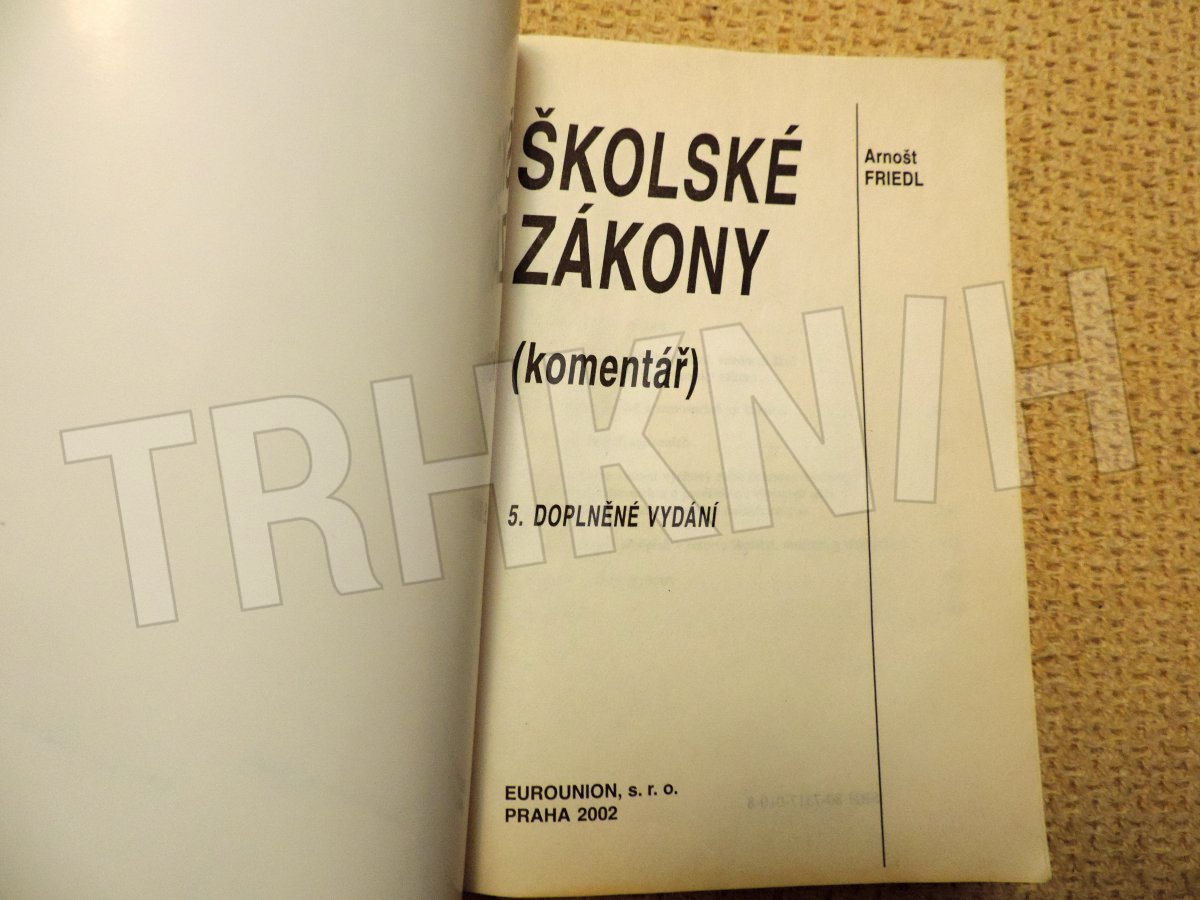 ŠKOLSKÉ
ZÁKONY
(komentář)
5. DOPLNĚNÉ VYDÁNÍ
EUROUNION, s. r. o.
PRAHA 2002
Arnošt
FRIEDL
TRHKNIH